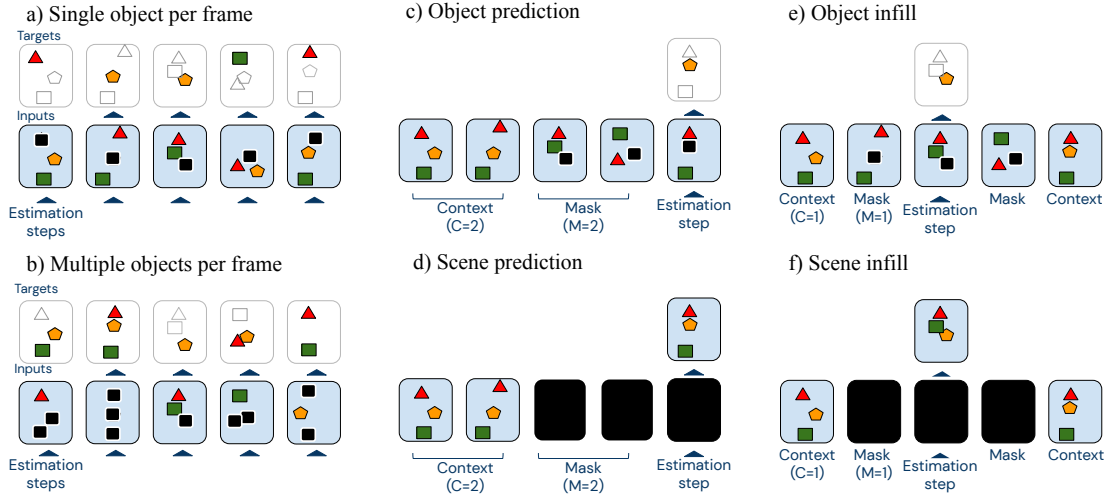 a) Single object per frame
Targets
Inputs
Estimation
steps
b) Multiple objects per frame
Targets
Inputs
Estimation
steps
c) Object prediction
Context
(C=2)
Mask
(M=2)
Estimation
step
d) Scene prediction
Context
(C=2)
Mask
(M=2)
Estimation
step
e) Object infill
Context
(C=1)
Mask
(M=1)
Estimation
step
Mask
Context
f) Scene infill
Context
(C=1)
Mask
(M=1)
Estimation
step
Mask
Context